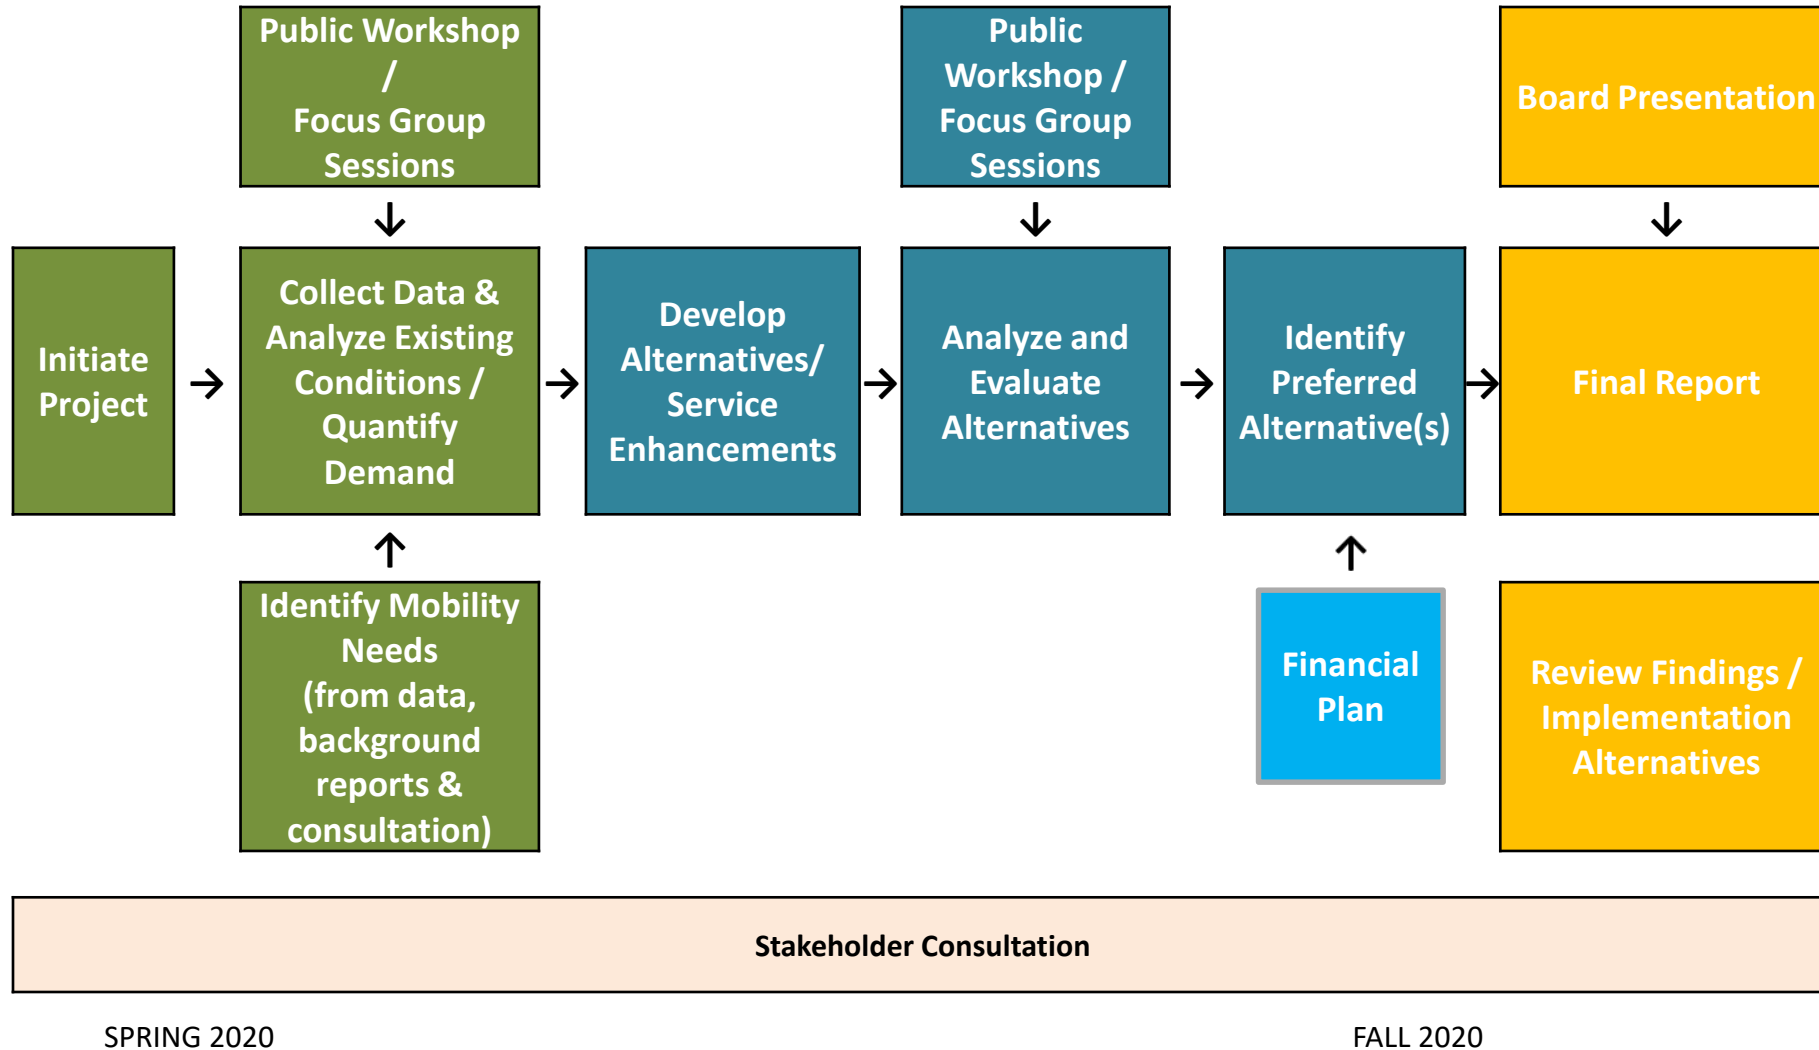 Public Workshop
/
Focus Group
Sessions
Public
Workshop /
Focus Group
Sessions
Board Presentation
Initiate
Project
Collect Data &
Analyze Existing
Conditions /
Quantify
Demand
Develop
Alternatives/
Service
Enhancements
Analyze and
Evaluate
Alternatives
Identify
Preferred
Alternative(s)
Final Report
Identify Mobility
Needs
(from data,
background
reports &
consultation)
Financial
Plan
Review Findings /
Implementation
Alternatives
Stakeholder Consultation
SPRING 2020
FALL 2020